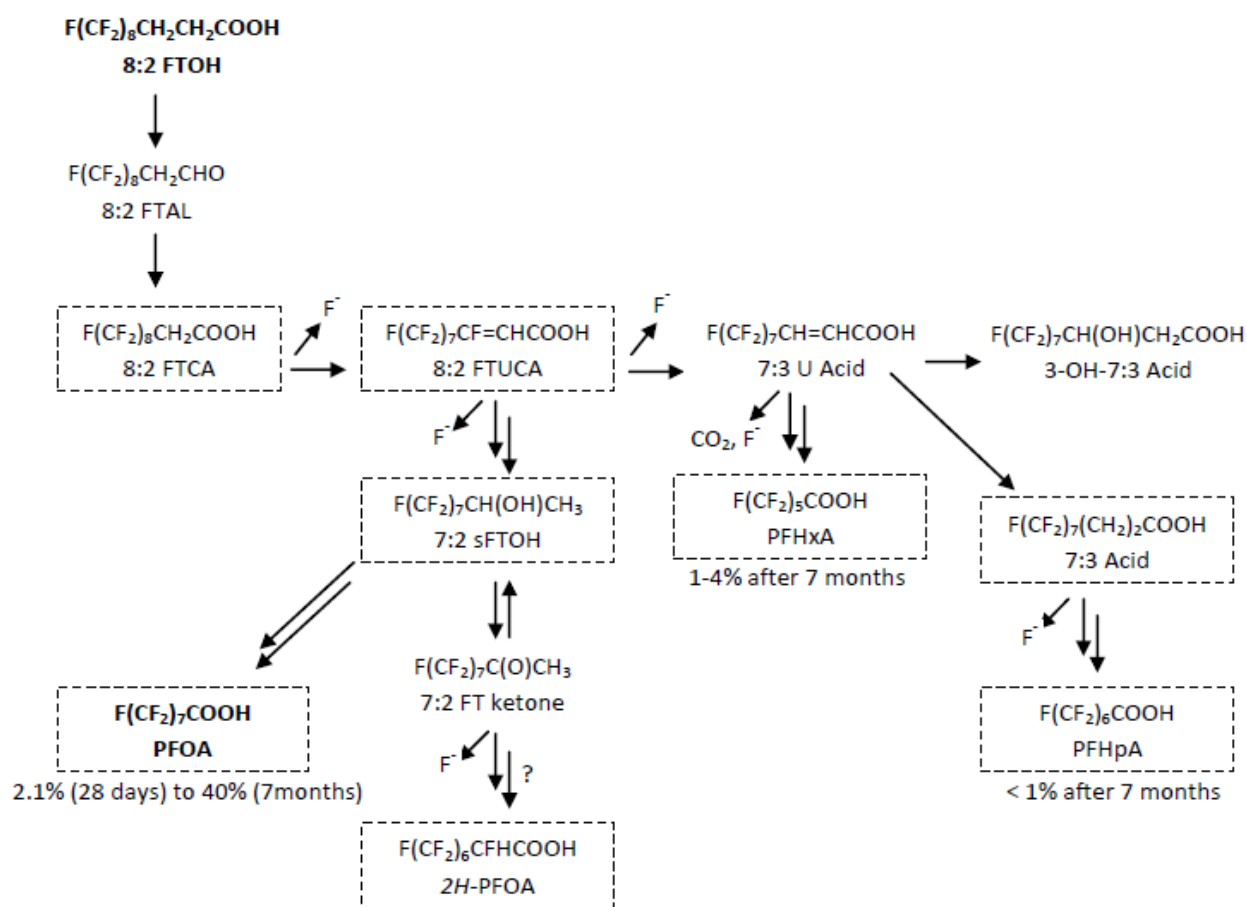 F(CF₂)₈CH₂CH₂COOH
8:2 FTOH
F(CF₂)₈CH₂CHO
8:2 FTAL
F(CF₂)₈CH₂COOH
8:2 FTCA
F⁻
F(CF₂)₇CF=CHCOOH
8:2 FTUCA
F⁻
F(CF₂)₇CH=CHCOOH
7:3 U Acid
F(CF₂)₇CH(OH)CH₂COOH
3-OH-7:3 Acid
F⁻
CO₂, F⁻
F(CF₂)₇CH(OH)CH₃
7:2 sFTOH
F(CF₂)₅COOH
PFHxA
1-4% after 7 months
F(CF₂)₇(CH₂)₂COOH
7:3 Acid
F⁻
F(CF₂)₇C(O)CH₃
7:2 FT ketone
F(CF₂)₇COOH
PFOA
2.1% (28 days) to 40% (7months)
F(CF₂)₆COOH
PFHpA
< 1% after 7 months
F⁻
?
F(CF₂)₆CFHCOOH
2H-PFOA